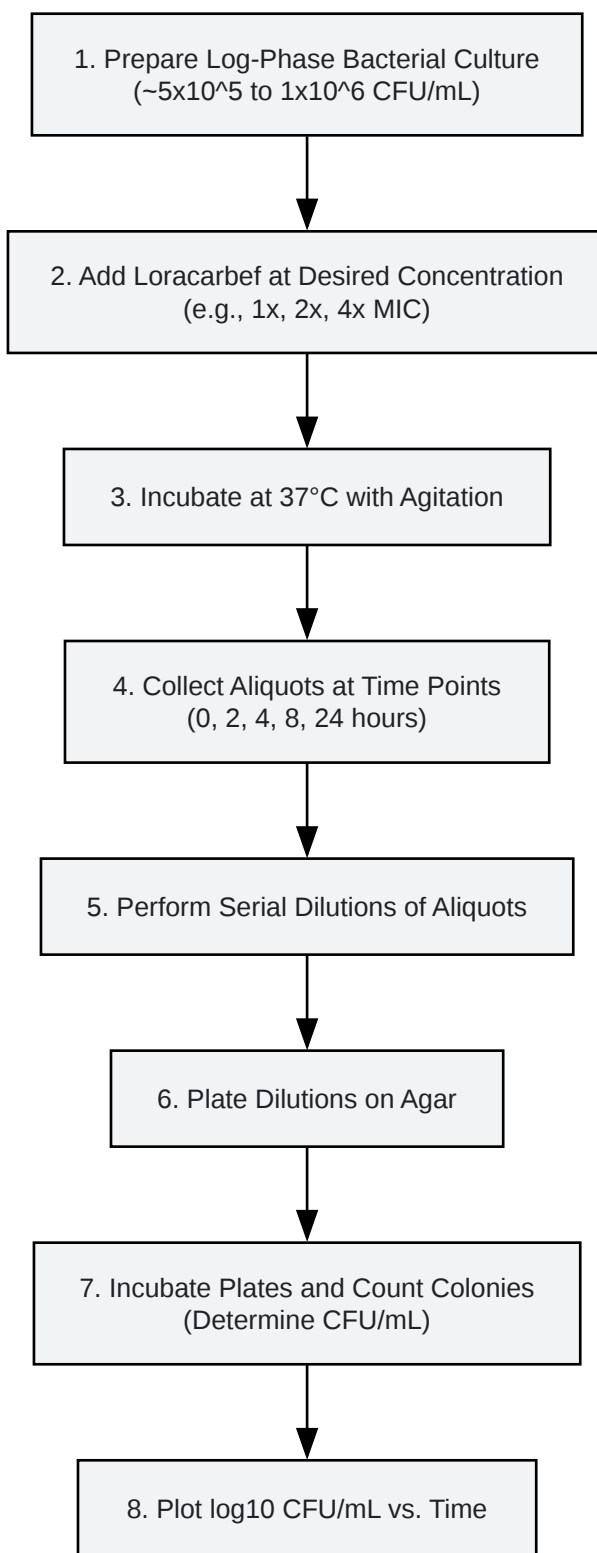 1. Prepare Log-Phase Bacterial Culture
(~5x10^5 to 1x10^6 CFU/mL)
2. Add Loracarbef at Desired Concentration
(e.g., 1x, 2x, 4x MIC)
3. Incubate at 37°C with Agitation
4. Collect Aliquots at Time Points
(0, 2, 4, 8, 24 hours)
5. Perform Serial Dilutions of Aliquots
6. Plate Dilutions on Agar
7. Incubate Plates and Count Colonies
(Determine CFU/mL)
8. Plot log10 CFU/mL vs. Time